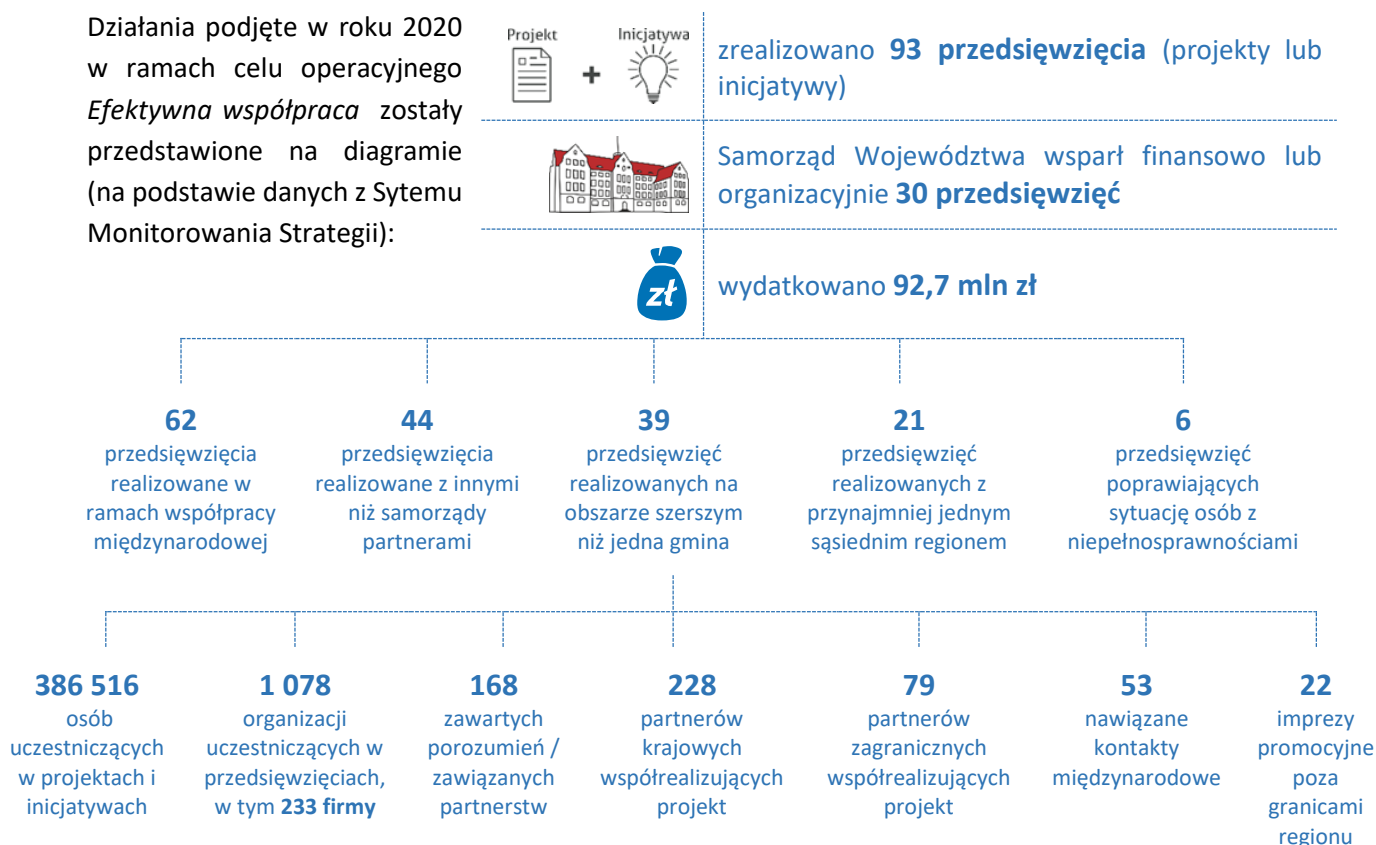 Działania podjęte w roku 2020
w ramach celu operacyjnego
Efektywna współpraca zostały
przedstawione na diagramie
(na podstawie danych z Sytemu
Monitorowania Strategii):
Projekt
+
Inicjatywa
zrealizowano 93 przedsięwzięcia (projekty lub
inicjatywy)
Samorząd Województwa wsparł finansowo lub
organizacyjnie 30 przedsięwzięć
zł
wydatkowano 92,7 mln zł
62
przedsięwzięcia
realizowane w
ramach współpracy
międzynarodowej
44
przedsięwzięcia
realizowane z innymi
niż samorządy
partnerami
39
przedsięwzięć
realizowanych na
obszarze szerszym
niż jedna gmina
21
przedsięwzięć
realizowanych z
przynajmniej jednym
sąsiednim regionem
6
przedsięwzięć
poprawiających
sytuację osób z
niepełnosprawnościami
386 516
osób
uczestniczących
w projektach i
inicjatywach
1 078
organizacji
uczestniczących w
przedsięwzięciach,
w tym 233 firmy
168
zawartych
porozumień /
zawiązanych
partnerstw
228
partnerów
krajowych
współrealizujących
projekt
79
partnerów
zagranicznych
współrealizujących
projekt
53
nawiązane
kontakty
międzynarodowe
22
imprezy
promocyjne
poza
granicami
regionu